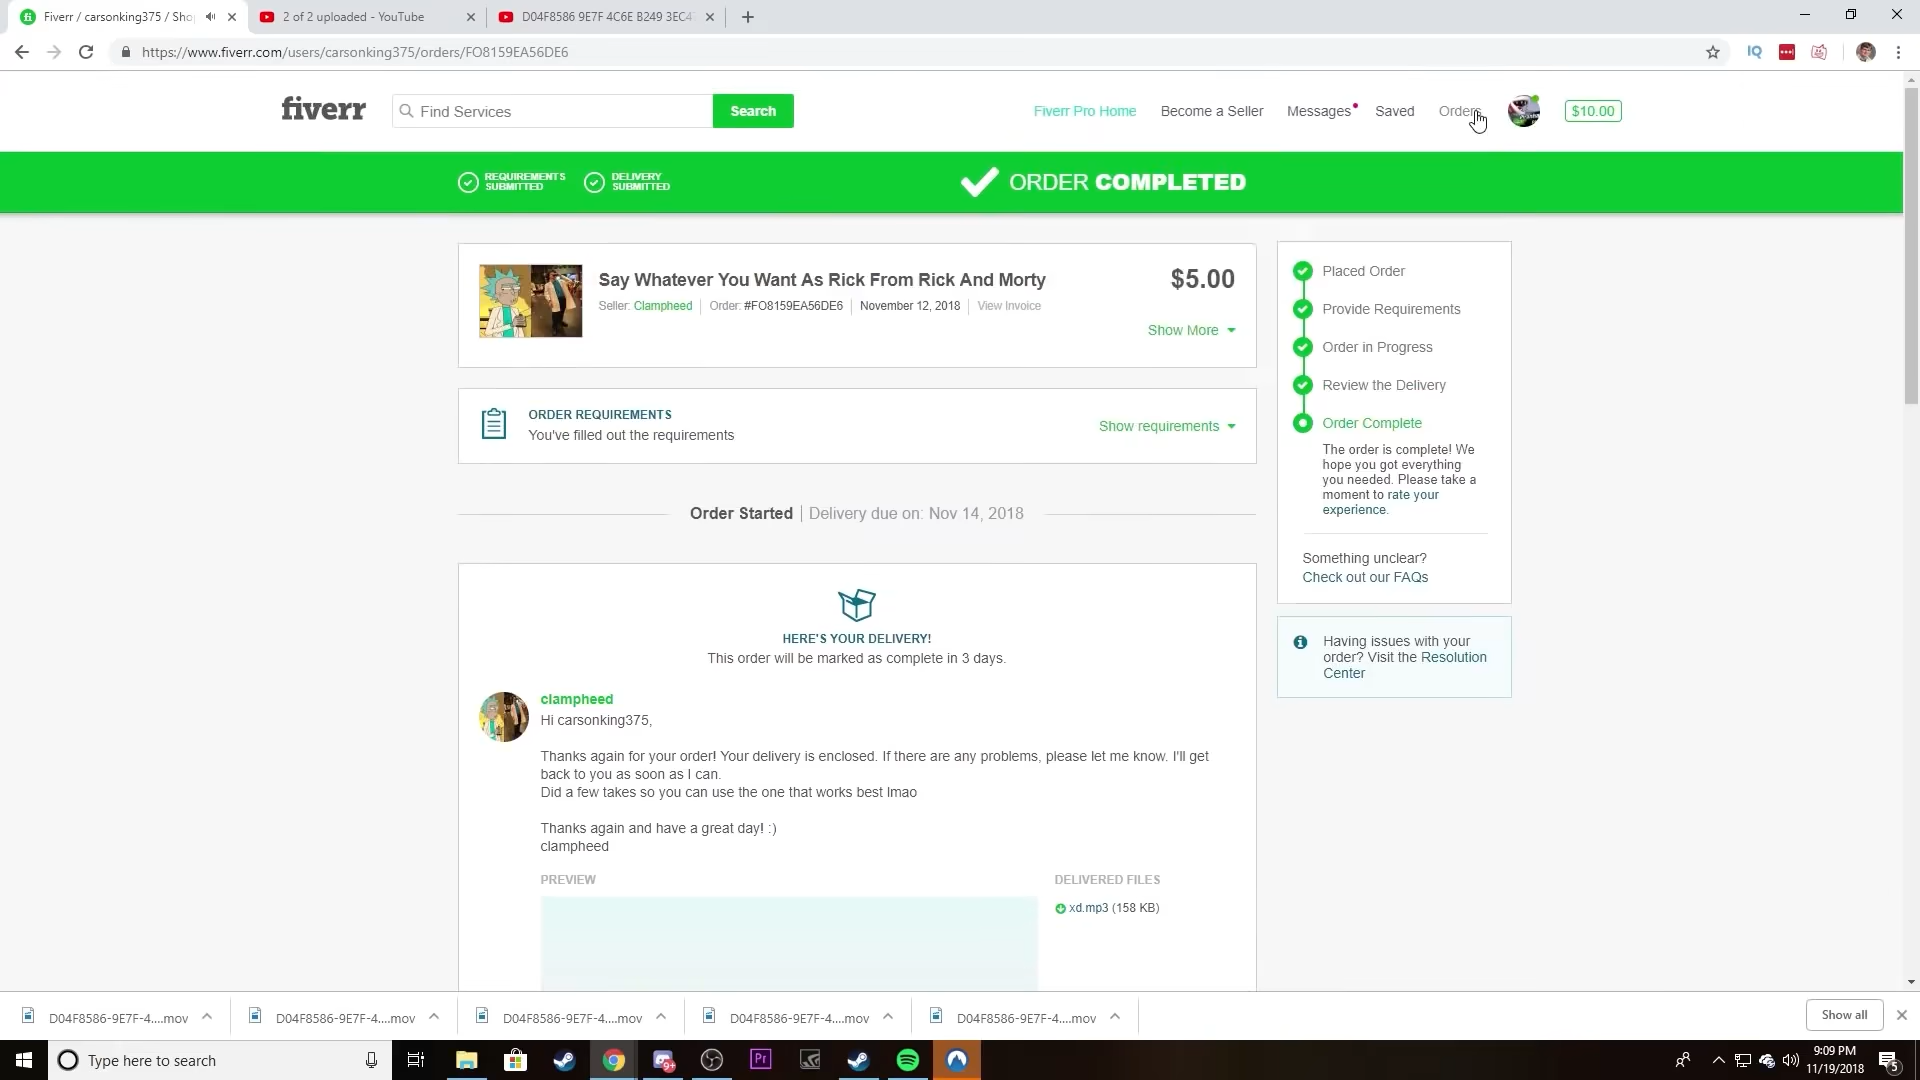 Fiverr / carsonking375 / Sho
2 of 2 uploaded - YouTube
D04F8586 9E7F 4C6E B249 3EC4
https://www.fiverr.com/users/carsonking375/orders/FO8159EA56DE6
IQ
fiverr
Find Services
Search
Fiverr Pro Home
Become a Seller
Messages
Saved
Orders
$10.00
REQUIREMENTS
SUBMITTED
DELIVERY
SUBMITTED
ORDER COMPLETED
Say Whatever You Want As Rick From Rick And Morty
$5.00
Seller: Clampheed
Order: #FO8159EA56DE6
November 12, 2018
View Invoice
Show More
ORDER REQUIREMENTS
You've filled out the requirements
Show requirements
Order Started | Delivery due on: Nov 14, 2018
HERE'S YOUR DELIVERY!
This order will be marked as complete in 3 days.
clampheed
Hi carsonking375,
Thanks again for your order! Your delivery is enclosed. If there are any problems, please let me know. I'll get
back to you as soon as I can.
Did a few takes so you can use the one that works best lmao
Thanks again and have a great day! :)
clampheed
PREVIEW
DELIVERED FILES
xd.mp3 (158 KB)
Placed Order
Provide Requirements
Order in Progress
Review the Delivery
Order Complete
The order is complete! We
hope you got everything
you needed. Please take a
moment to rate your
experience.
Something unclear?
Check out our FAQs
Having issues with your
order? Visit the Resolution
Center
D04F8586-9E7F-4....mov
D04F8586-9E7F-4....mov
D04F8586-9E7F-4....mov
D04F8586-9E7F-4....mov
D04F8586-9E7F-4....mov
Show all
Type here to search
9+
Pr
9:09 PM
11/19/2018
5